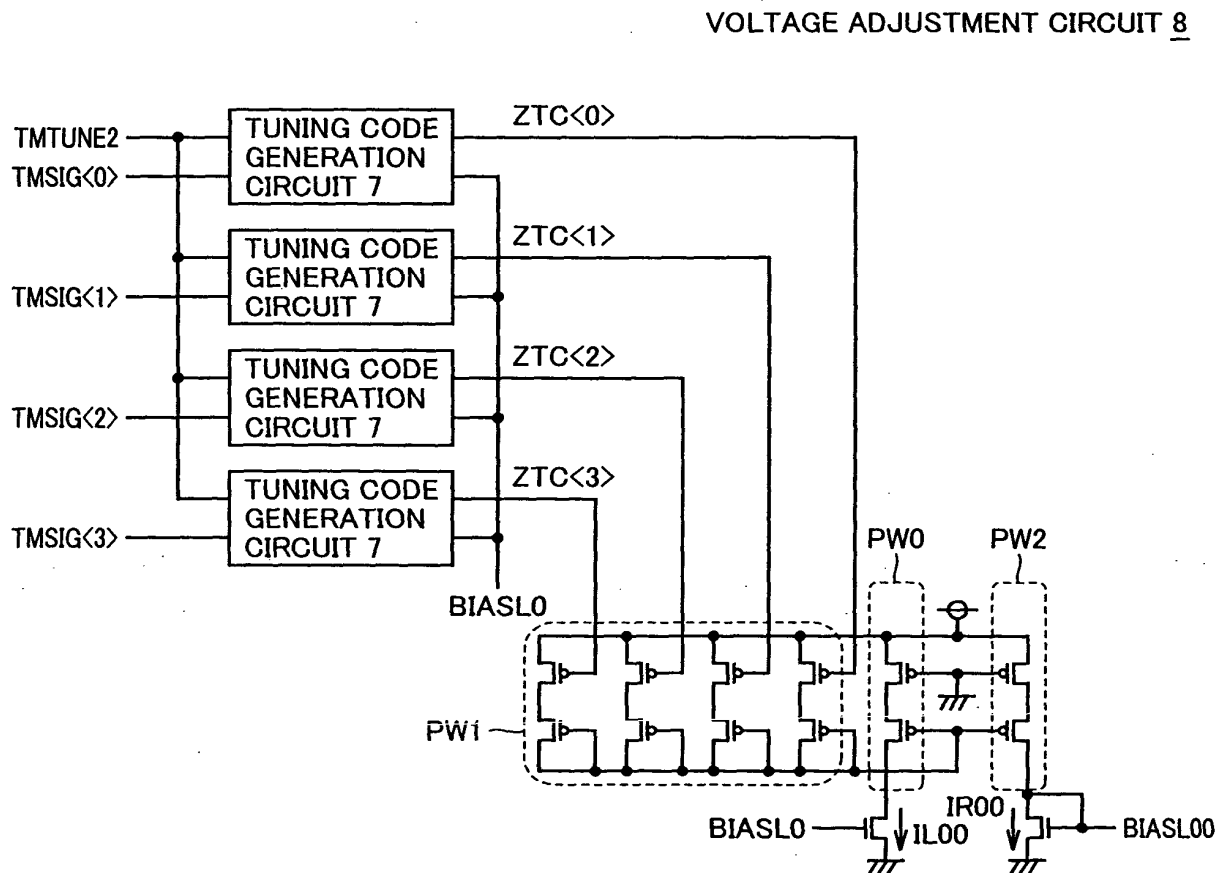 VOLTAGE ADJUSTMENT CIRCUIT 8
TMTUNE2
TMSIG<0>
TUNING CODE
GENERATION
CIRCUIT 7
ZTC<0>
TMSIG<1>
TUNING CODE
GENERATION
CIRCUIT 7
ZTC<1>
TMSIG<2>
TUNING CODE
GENERATION
CIRCUIT 7
ZTC<2>
TMSIG<3>
TUNING CODE
GENERATION
CIRCUIT 7
ZTC<3>
BIASL0
PW0
PW2
PW1
BIASL0
IL00
IR00
BIASL00